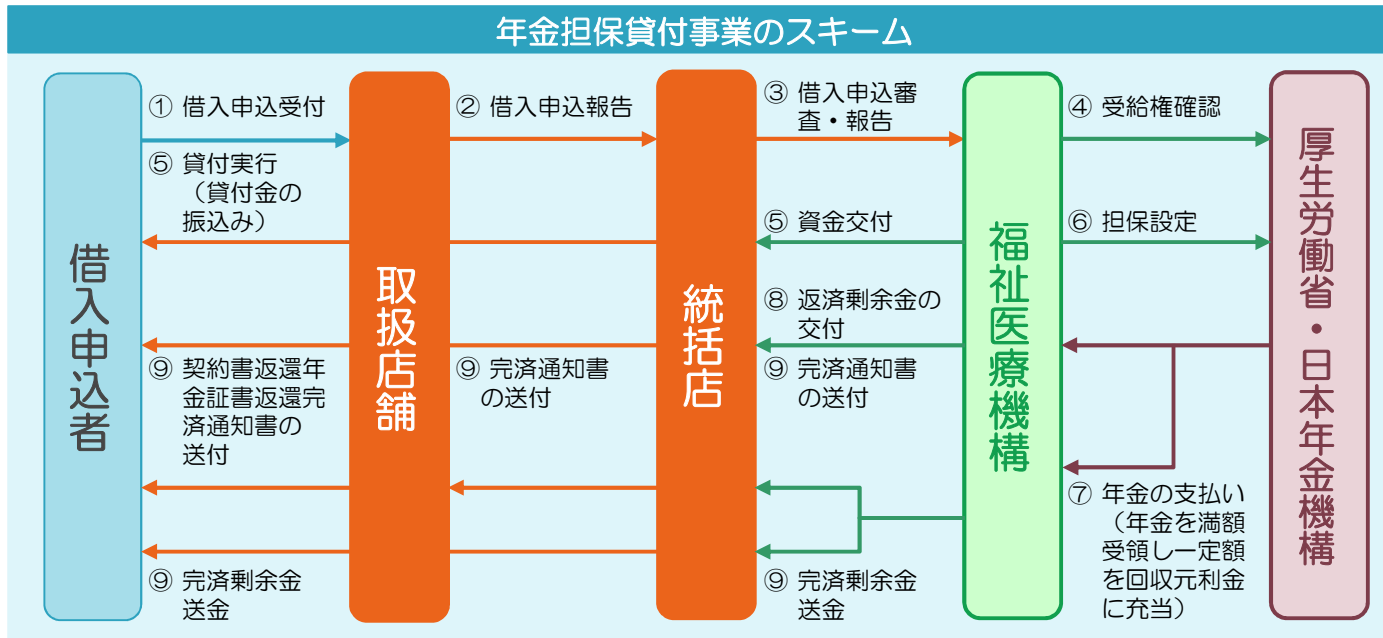 年金担保貸付事業のスキーム
借入申込者
① 借入申込受付
⑤ 貸付実行
（貸付金の
振込み）
⑨ 契約書返還年
金証書返還完
済通知書の
送付
⑨ 完済剰余金
送金
取扱店舗
② 借入申込報告
⑨ 完済通知書
の送付
統括店
③ 借入申込審
査・報告
⑤ 資金交付
⑧ 返済剰余金の
交付
⑨ 完済通知書
の送付
⑨ 完済剰余金
送金
福祉医療機構
④ 受給権確認
⑥ 担保設定
⑦ 年金の支払い
（年金を満額
受領し一定額
を回収元利金
に充当）
厚生労働省・日本年金機構